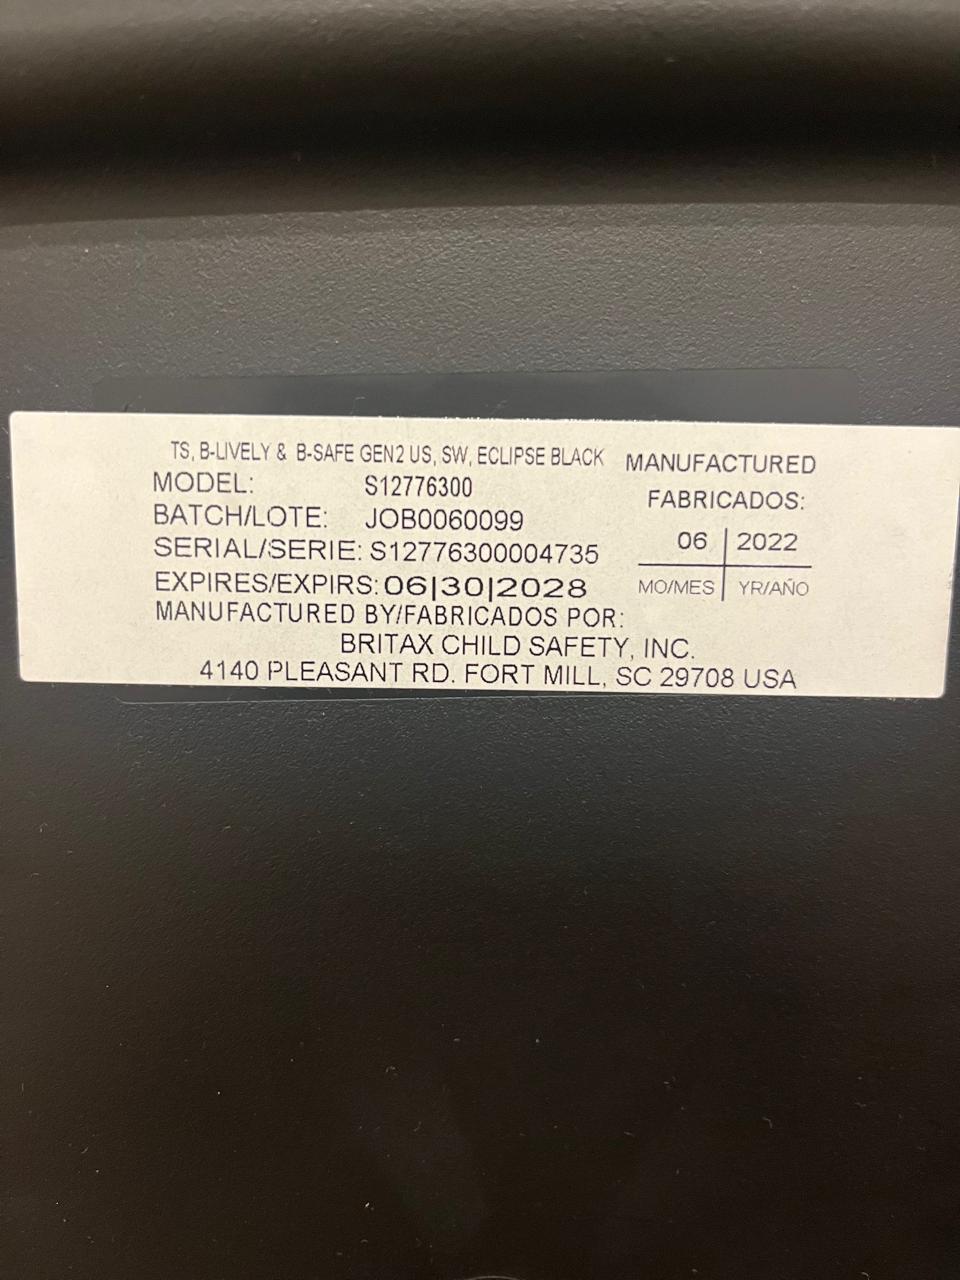 TS, B-LIVELY & B-SAFE GEN2 US, SW, ECLIPSE BLACK
MODEL: S12776300
BATCH/LOTE: JOB0060099
SERIAL/SERIE: S12776300004735
EXPIRES/EXPIRS: 06|30|2028
MANUFACTURED BY/FABRICADOS POR:
BRITAX CHILD SAFETY, INC.
4140 PLEASANT RD. FORT MILL, SC 29708 USA
MANUFACTURED
FABRICADOS:
06 | 2022
MO/MES | YR/AÑO